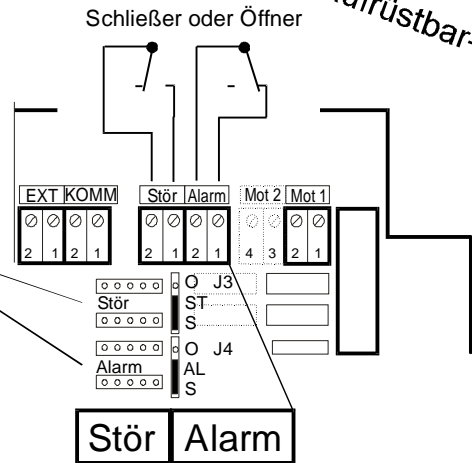 Schließer oder Öffner
ufrüstbar-
EXT KOMM Stör Alarm Mot 2 Mot 1
2 1 2 1 2 1 2 1 4 3 2 1
O J3
Stör ST
S
O J4
Alarm AL
S
Stör Alarm